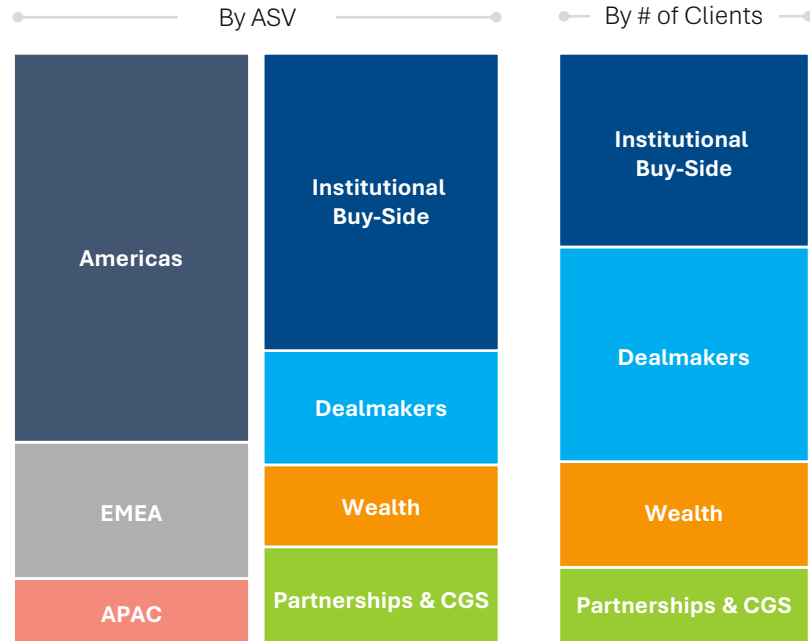 By ASV
By # of Clients
Americas
EMEA
APAC
Institutional
Buy-Side
Dealmakers
Wealth
Partnerships & CGS
Institutional
Buy-Side
Dealmakers
Wealth
Partnerships & CGS